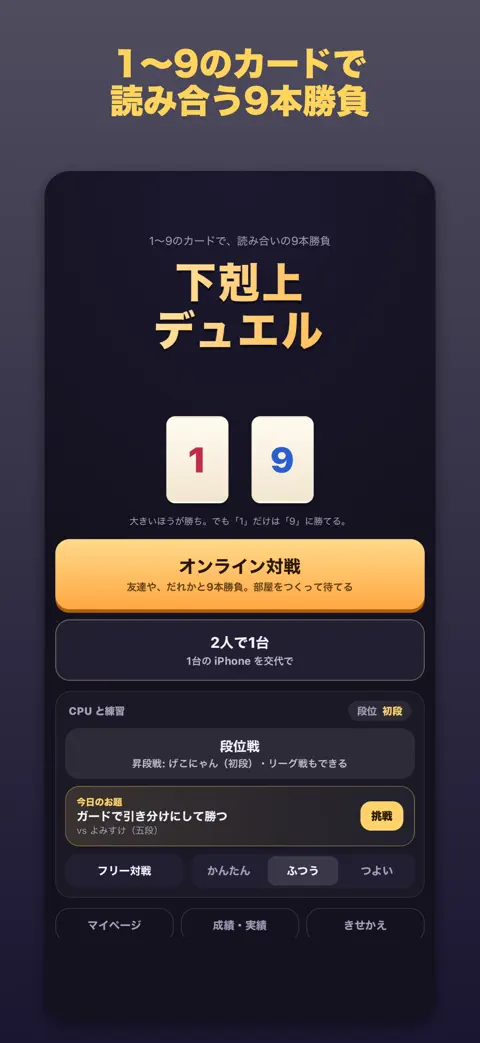 1〜9のカードで
読み合う9本勝負
1〜9のカードで、読み合いの9本勝負
下剋上
デュエル
1 9
大きいほうが勝ち。でも「1」だけは「9」に勝てる。
オンライン対戦
友達や、だれかと9本勝負。部屋をつくって待てる
2人で1台
1台の iPhone を交代で
CPU と練習 段位 初段
段位戦
昇段戦: げこにゃん（初段）・リーグ戦もできる
今日のお題
ガードで引き分けにして勝つ
vs よみすけ（五段）
挑戦
フリー対戦 かんたん ふつう つよい
マイページ 成績・実績 きせかえ